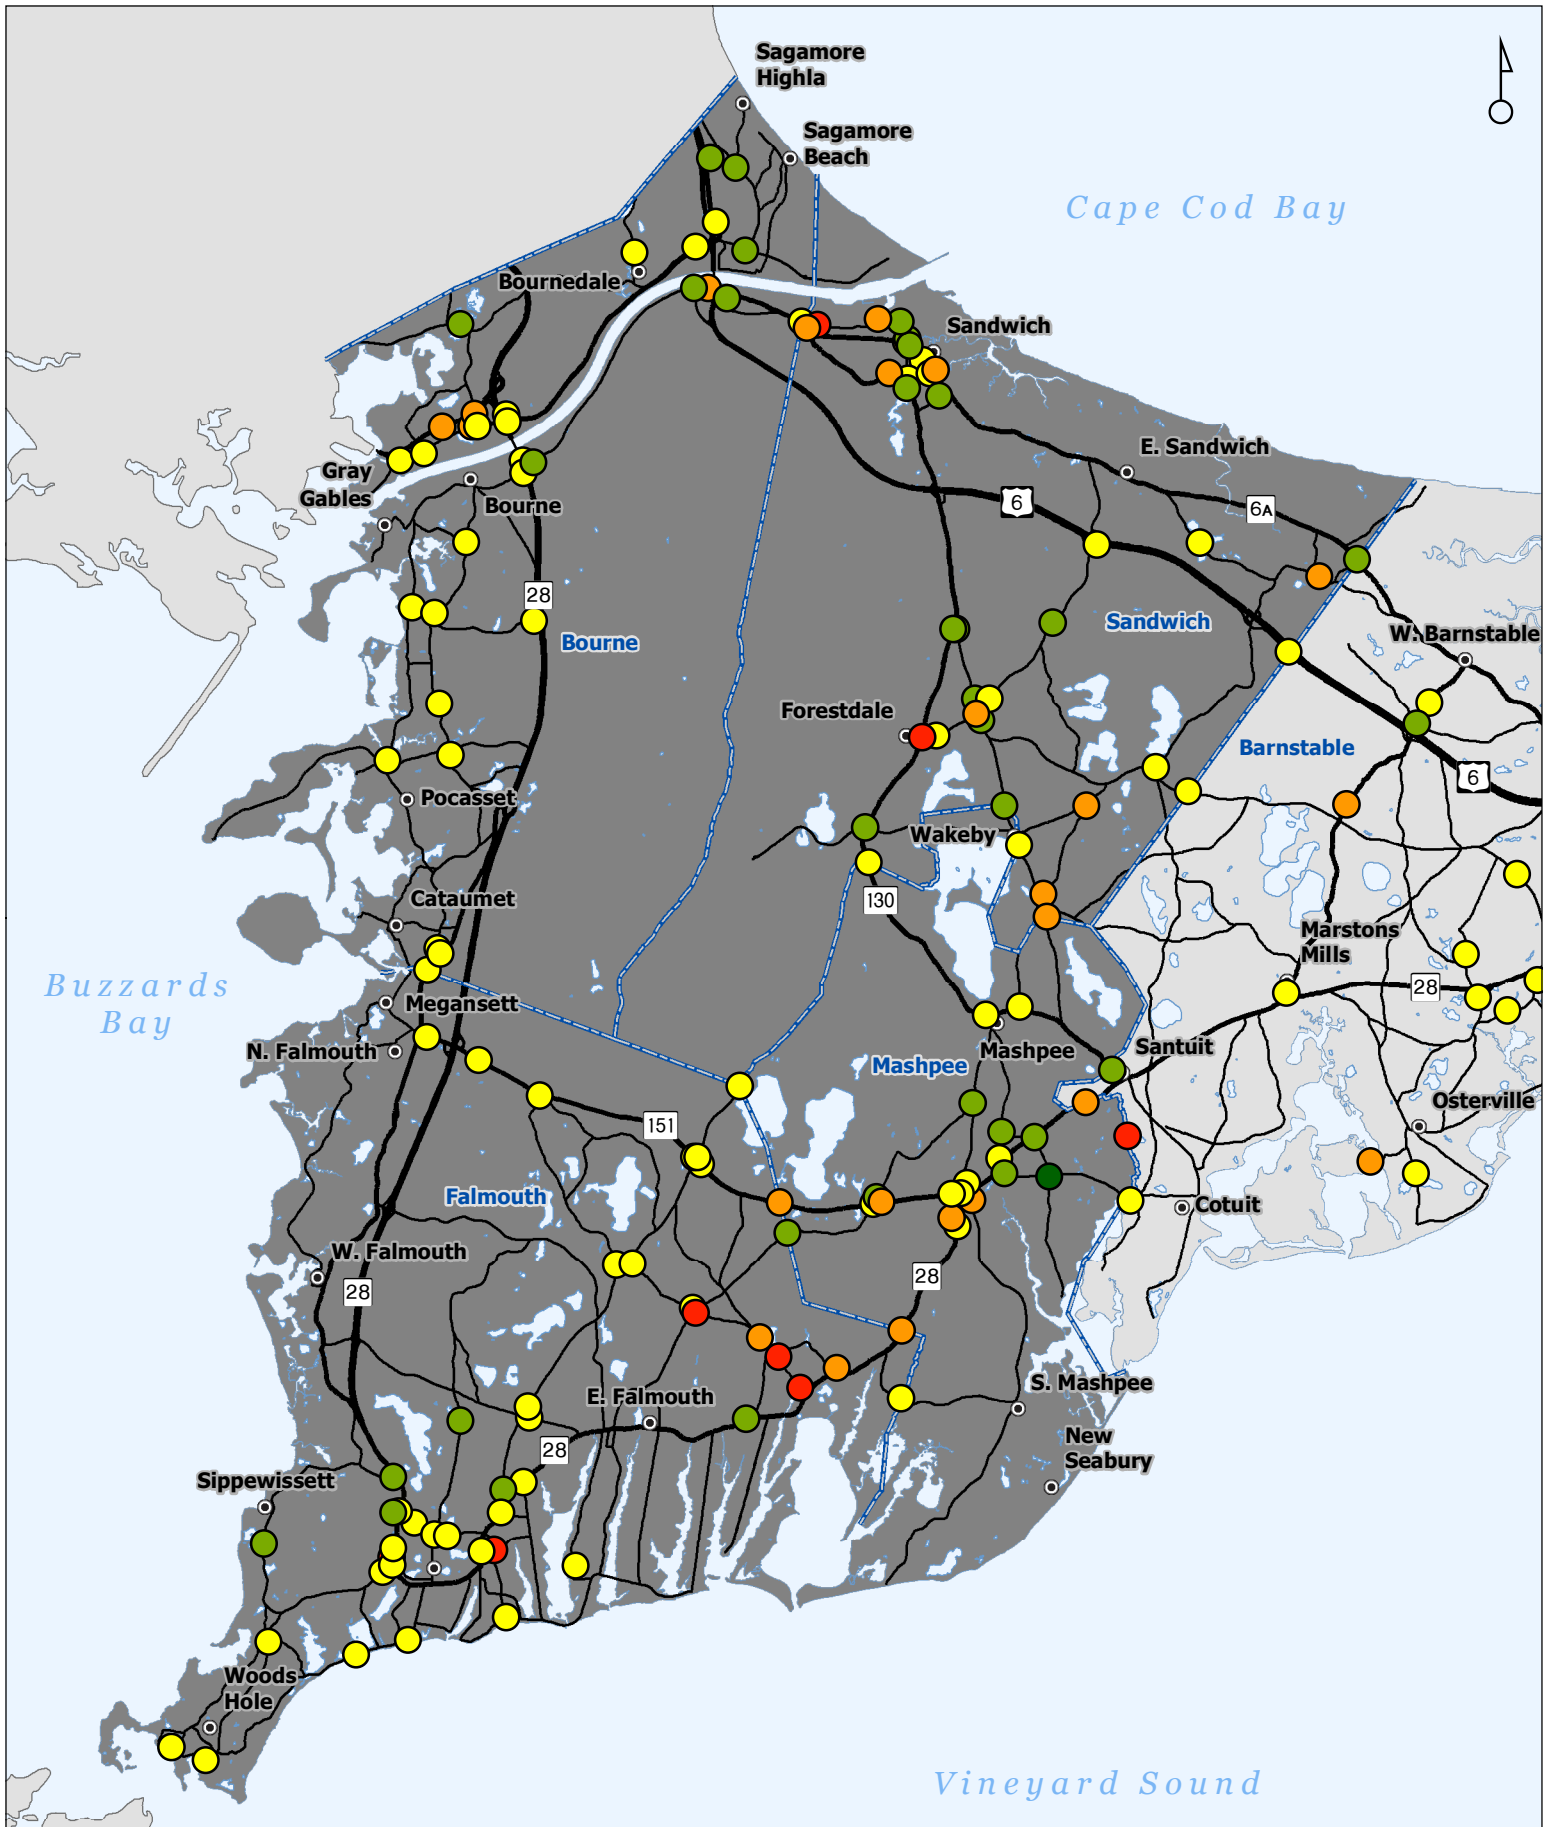 Sagamore
Highla
Sagamore
Beach
Cape Cod Bay
Bournedale
Sandwich
E. Sandwich
Gray
Gables
Bourne
6
6A
28
Bourne
Sandwich
W. Barnstable
Forestdale
Barnstable
6
Pocasset
Wakeby
Cataumet
130
Marstons
Mills
Buzzards
Bay
28
Megansett
N. Falmouth
Mashpee
Mashpee
Santuit
Osterville
151
Falmouth
Cotuit
W. Falmouth
28
28
S. Mashpee
E. Falmouth
New
Seabury
28
Sippewissett
Woods
Hole
Vineyard Sound